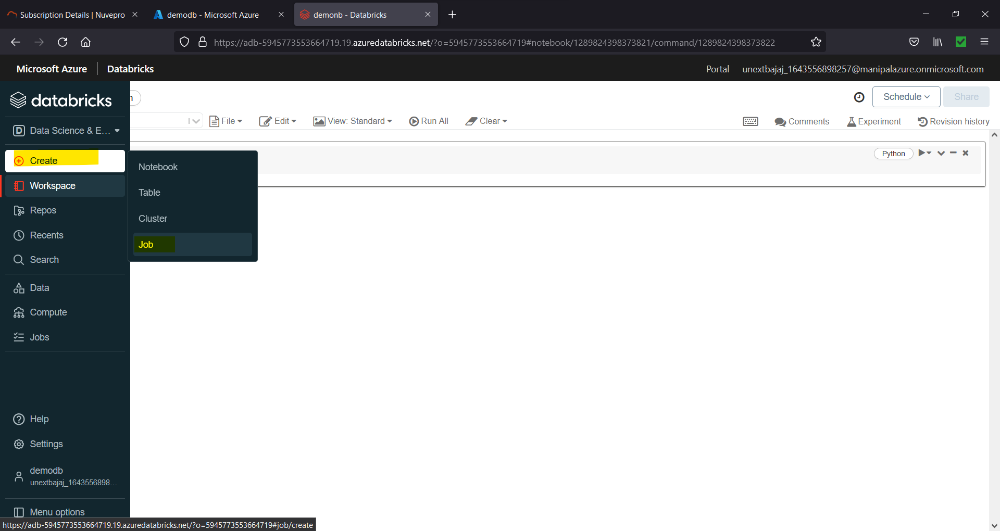 Subscription Details | Nuvepro
demodb - Microsoft Azure
demonb - Databricks
https://adb-5945773553664719.19.azuredatabricks.net/?o=5945773553664719#notebook/1289824398373821/command/1289824398373822
Microsoft Azure | Databricks
Portal
unextbajaj_1643556898257@manipalazure.onmicrosoft.com
databricks
Schedule
Share
D Data Science & E...
File
Edit
View: Standard
Run All
Clear
Comments
Experiment
Revision history
Create
Python
Notebook
Workspace
Table
Repos
Cluster
Recents
Job
Search
Data
Compute
Jobs
Help
Settings
demodb
unextbajaj_1643556898...
Menu options
https://adb-5945773553664719.19.azuredatabricks.net/?o=5945773553664719#job/create